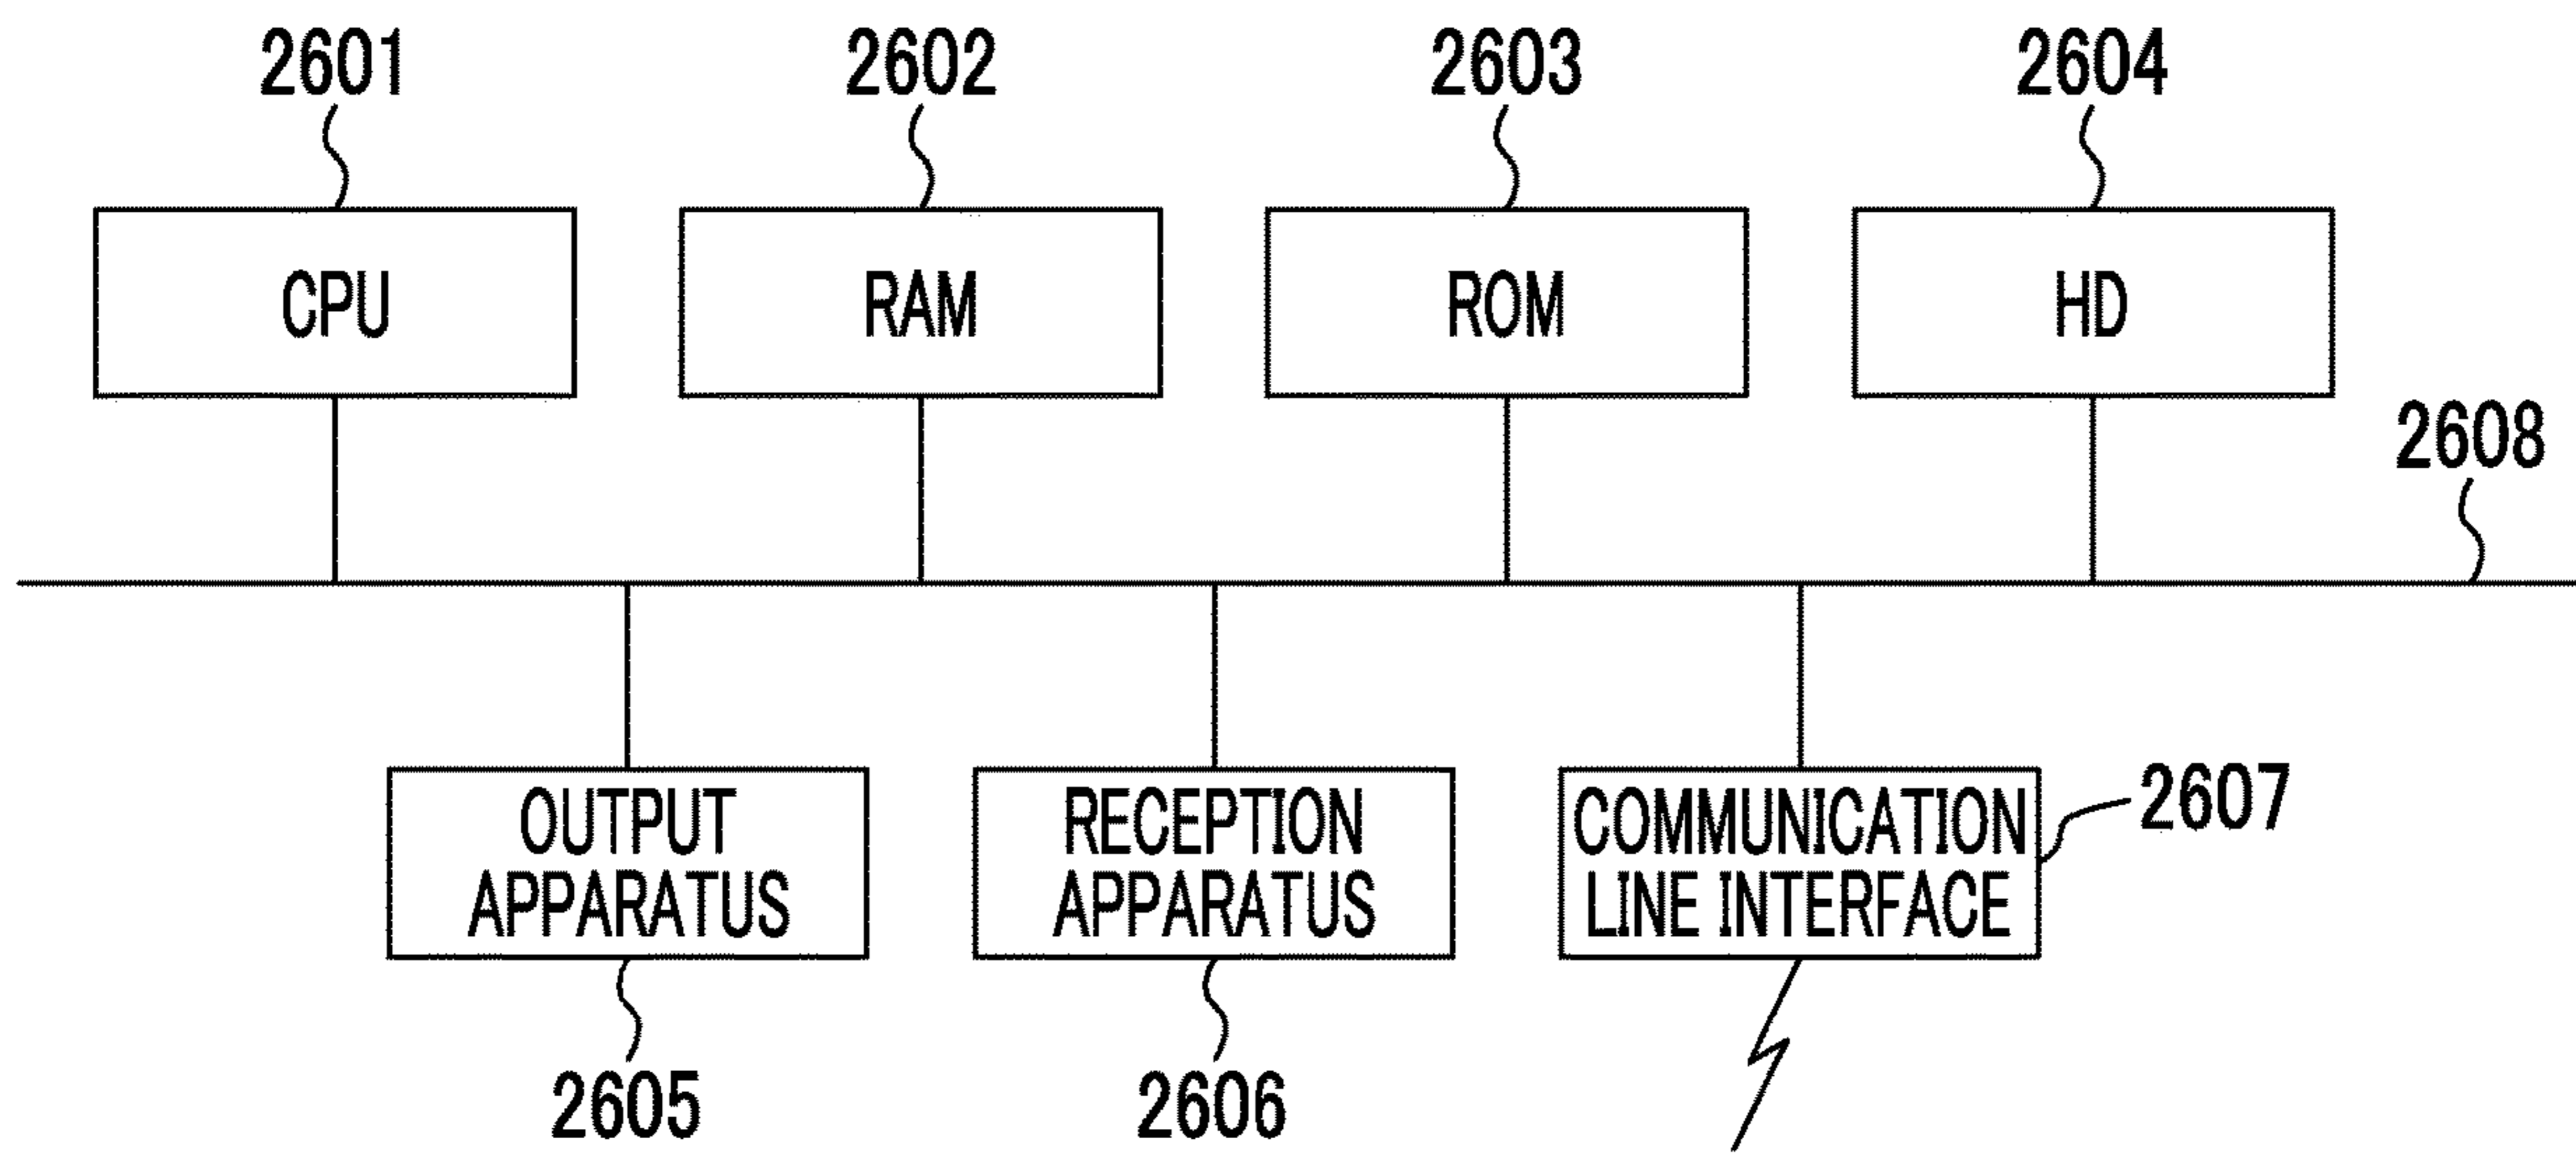 2601
2602
2603
2604
CPU
RAM
ROM
HD
2608
OUTPUT
APPARATUS
RECEPTION
APPARATUS
COMMUNICATION
LINE INTERFACE
2607
2605
2606